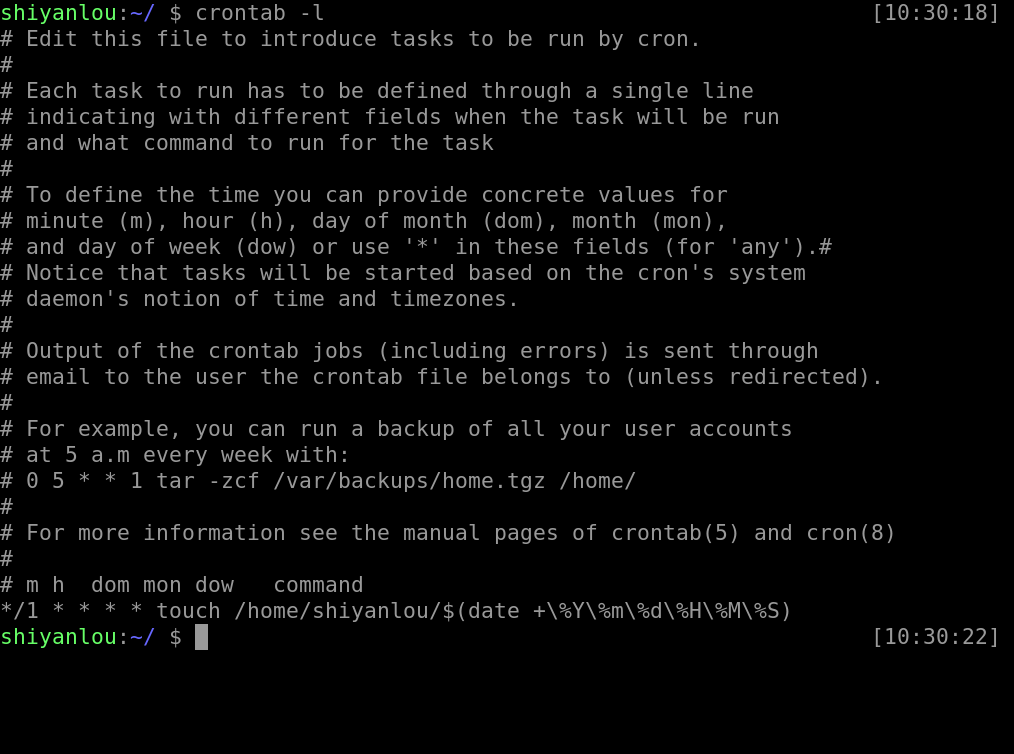 shiyanlou:~/ $ crontab -l [10:30:18]
# Edit this file to introduce tasks to be run by cron.
#
# Each task to run has to be defined through a single line
# indicating with different fields when the task will be run
# and what command to run for the task
#
# To define the time you can provide concrete values for
# minute (m), hour (h), day of month (dom), month (mon),
# and day of week (dow) or use '*' in these fields (for 'any').#
# Notice that tasks will be started based on the cron's system
# daemon's notion of time and timezones.
#
# Output of the crontab jobs (including errors) is sent through
# email to the user the crontab file belongs to (unless redirected).
#
# For example, you can run a backup of all your user accounts
# at 5 a.m every week with:
# 0 5 * * 1 tar -zcf /var/backups/home.tgz /home/
#
# For more information see the manual pages of crontab(5) and cron(8)
#
# m h  dom mon dow   command
*/1 * * * * touch /home/shiyanlou/$(date +\%Y\%m\%d\%H\%M\%S)
shiyanlou:~/ $ [10:30:22]